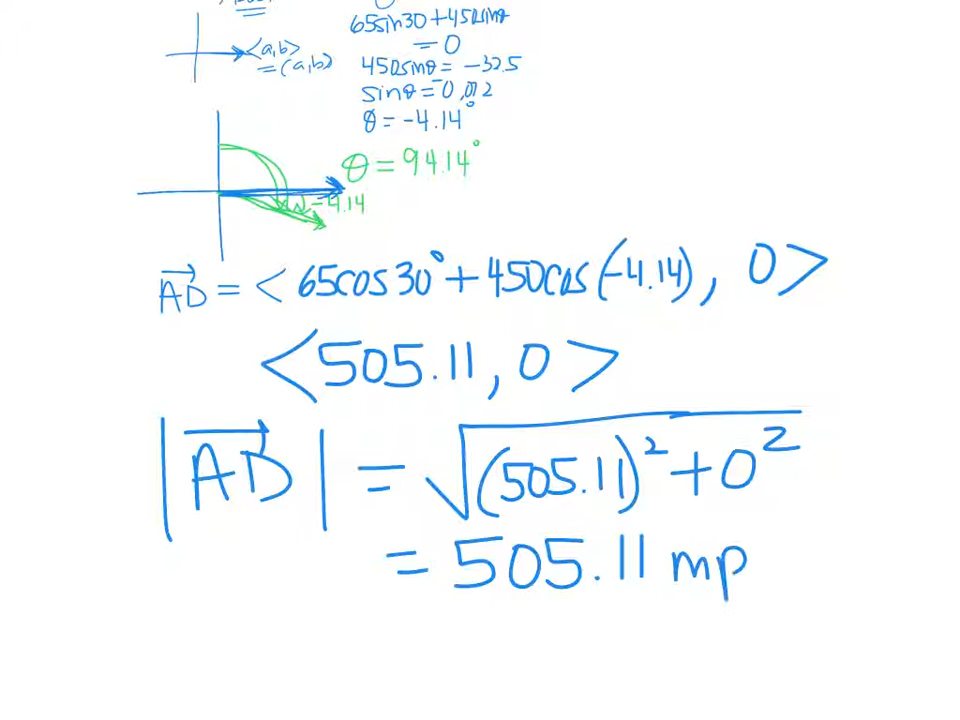 65sin30+450sinθ
= 0
<a,b>
= (a,b)
450sinθ = -32.5
sinθ = -0.072
θ = -4.14°
θ = 94.14°
-4.14
AD = < 65cos30° + 450cos(-4.14), 0 >
<505.11, 0 >
|AD| = √(505.11)² + 0²
= 505.11 mp